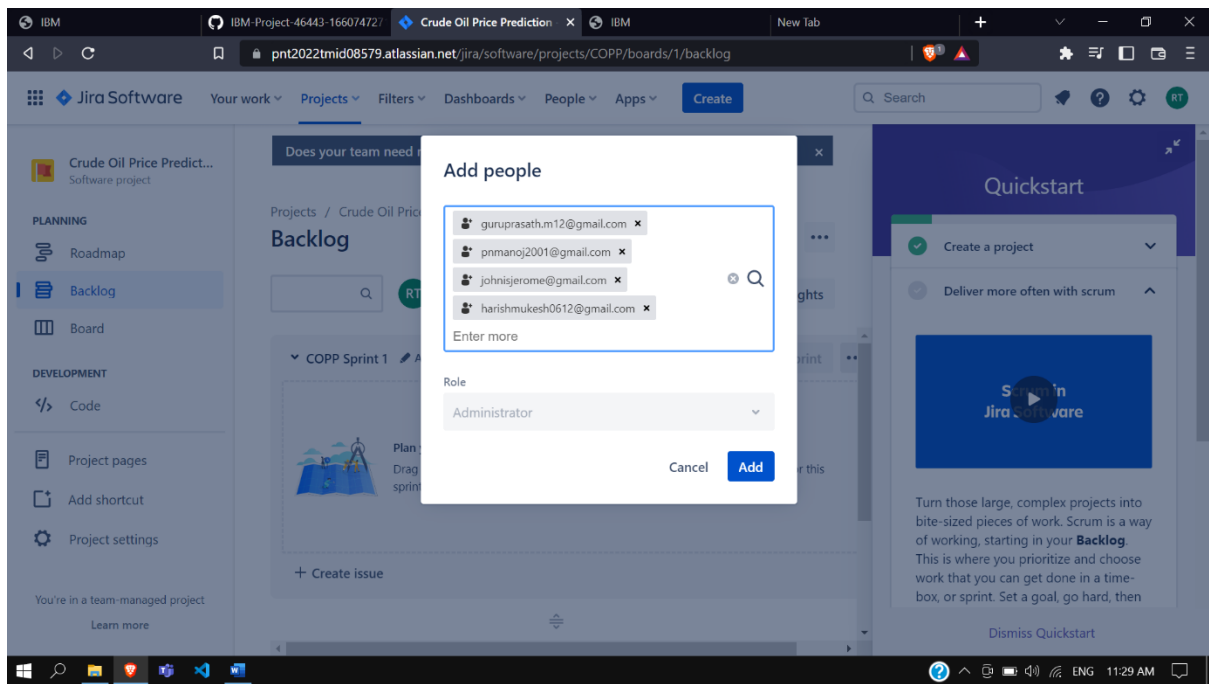 IBM
IBM-Project-46443-166074727
Crude Oil Price Prediction
IBM
New Tab
pnt2022tmid08579.atlassian.net/jira/software/projects/COPP/boards/1/backlog
Jira Software
Your work
Projects
Filters
Dashboards
People
Apps
Create
Search
RT
Crude Oil Price Predict...
Software project
PLANNING
Roadmap
Backlog
Board
DEVELOPMENT
Code
Project pages
Add shortcut
Project settings
You're in a team-managed project
Learn more
Does your team need
Projects / Crude Oil Pric
Backlog
RT
ghts
COPP Sprint 1
A
print
Plan
Drag
r this
sprint
+ Create issue
Add people
guruprasath.m12@gmail.com
pnmanoj2001@gmail.com
johnisjerome@gmail.com
harishmukesh0612@gmail.com
Enter more
Role
Administrator
Cancel
Add
Quickstart
Create a project
Deliver more often with scrum
Scrum in
Jira Software
Turn those large, complex projects into
bite-sized pieces of work. Scrum is a way
of working, starting in your Backlog.
This is where you prioritize and choose
work that you can get done in a time-
box, or sprint. Set a goal, go hard, then
Dismiss Quickstart
ENG
11:29 AM